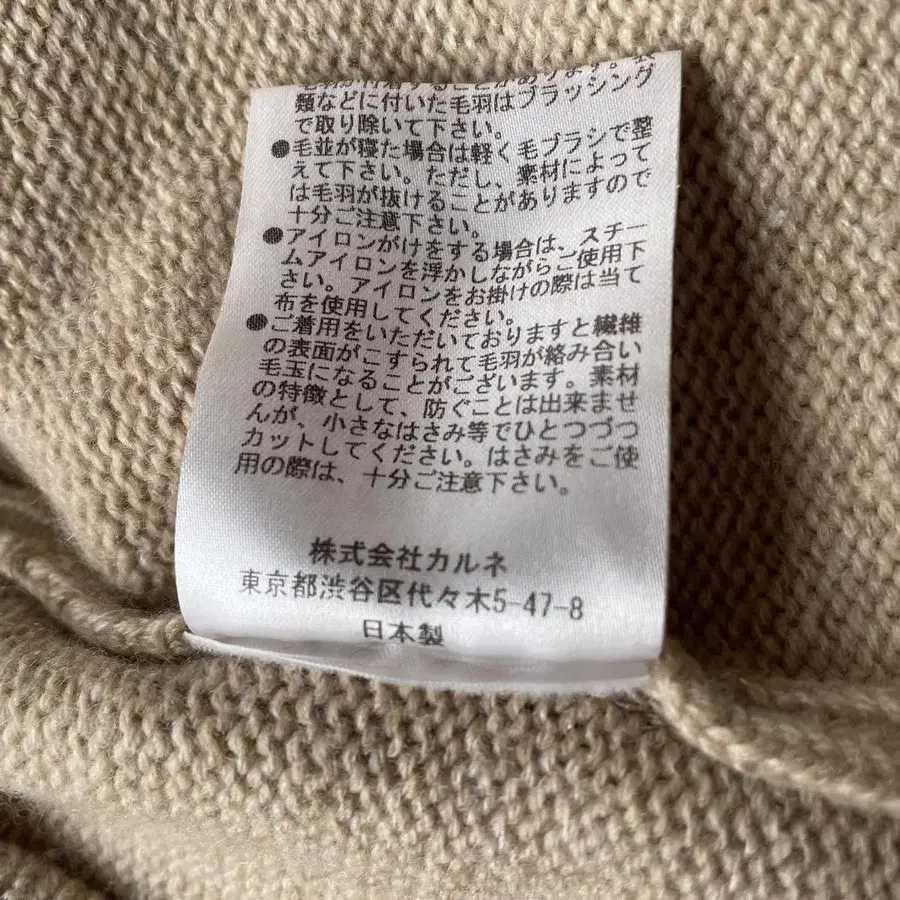 類などに付いた毛羽はブラッシング
で取り除いて下さい。
●毛並が寝た場合は軽く毛ブラシで整
えて下さい。ただし、素材によって
は毛羽が抜けることがありますので
十分ご注意下さい。
●アイロンがけをする場合は、スチー
ムアイロンを浮かしながらご使用下
さい。アイロンをお掛けの際は当て
布を使用してください。
●ご着用をいただいておりますと繊維
の表面がこすられて毛羽が絡み合い
毛玉になることがございます。素材
の特徴として、防ぐことは出来ませ
んが、小さなはさみ等でひとつづつ
カットしてください。はさみをご使
用の際は、十分ご注意下さい。
株式会社カルネ
東京都渋谷区代々木5-47-8
日本製